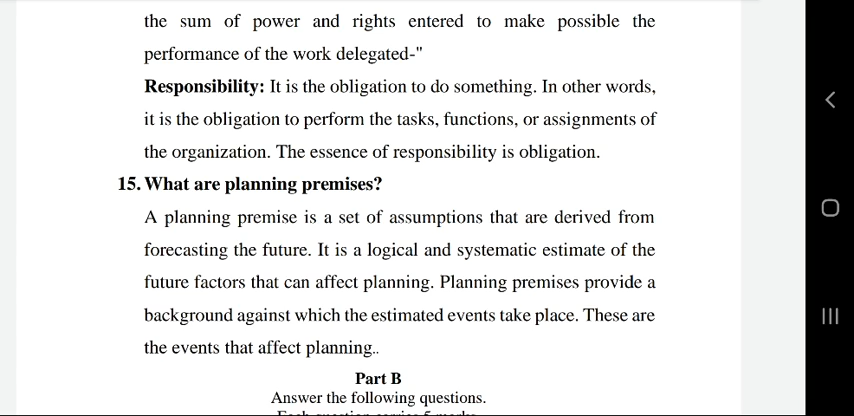 the sum of power and rights entered to make possible the
performance of the work delegated-"
Responsibility: It is the obligation to do something. In other words,
it is the obligation to perform the tasks, functions, or assignments of
the organization. The essence of responsibility is obligation.
15. What are planning premises?
A planning premise is a set of assumptions that are derived from
forecasting the future. It is a logical and systematic estimate of the
future factors that can affect planning. Planning premises provide a
background against which the estimated events take place. These are
the events that affect planning..
Part B
Answer the following questions.